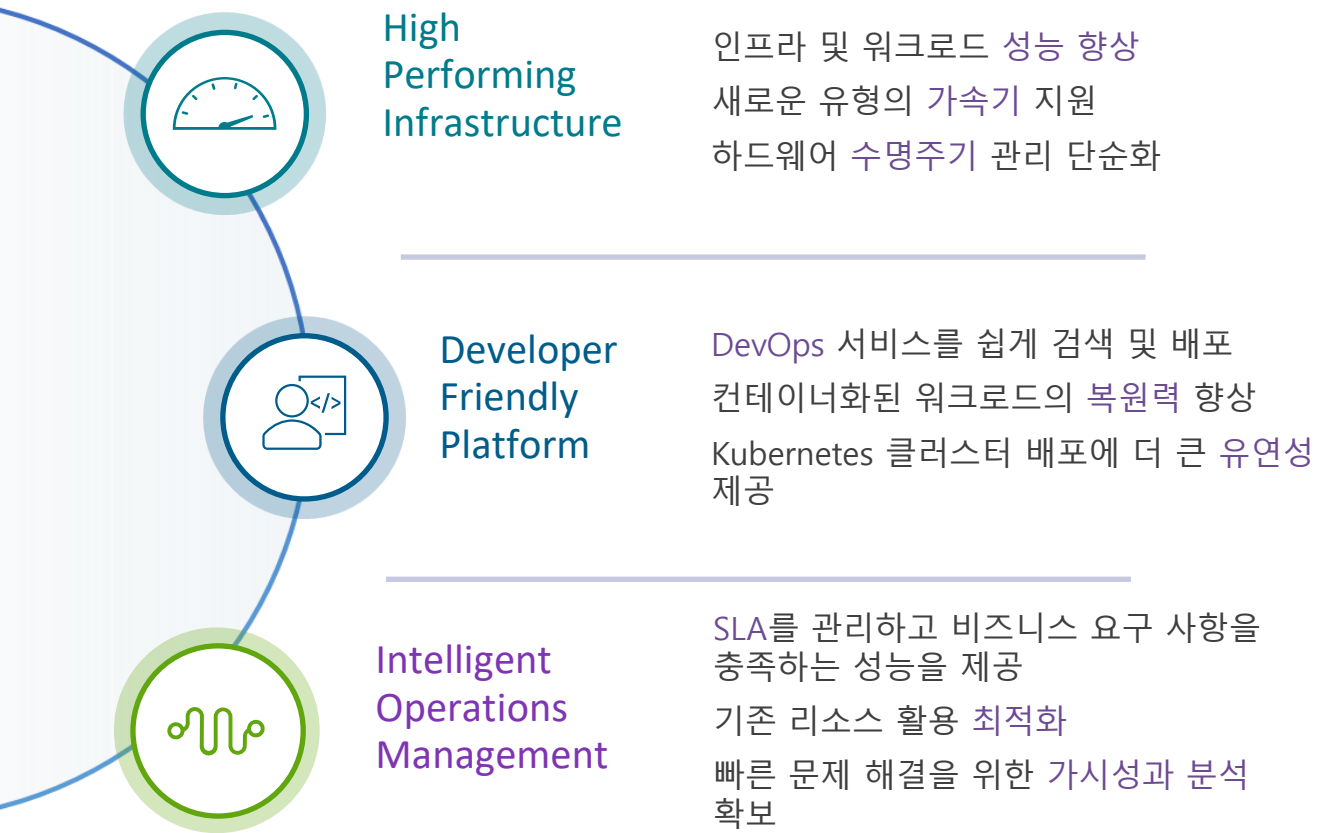 High
Performing
Infrastructure
인프라 및 워크로드 성능 향상
새로운 유형의 가속기 지원
하드웨어 수명주기 관리 단순화
Developer
Friendly
Platform
</>
DevOps 서비스를 쉽게 검색 및 배포
컨테이너화된 워크로드의 복원력 향상
Kubernetes 클러스터 배포에 더 큰 유연성
제공
Intelligent
Operations
Management
SLA를 관리하고 비즈니스 요구 사항을
충족하는 성능을 제공
기존 리소스 활용 최적화
빠른 문제 해결을 위한 가시성과 분석
확보